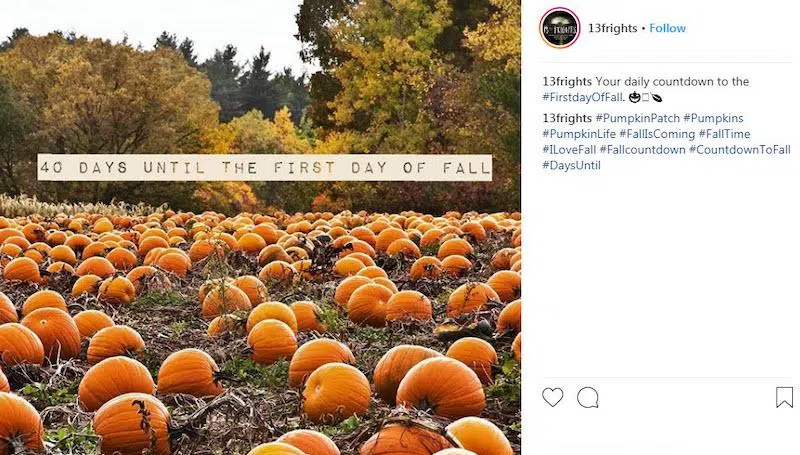 40 DAYS UNTIL THE FIRST DAY OF FALL
13frights • Follow
13frights Your daily countdown to the
#FirstdayOfFall. 🎃
13frights #PumpkinPatch #Pumpkins
#PumpkinLife #FallIsComing #FallTime
#ILoveFall #Fallcountdown #CountdownToFall
#DaysUntil